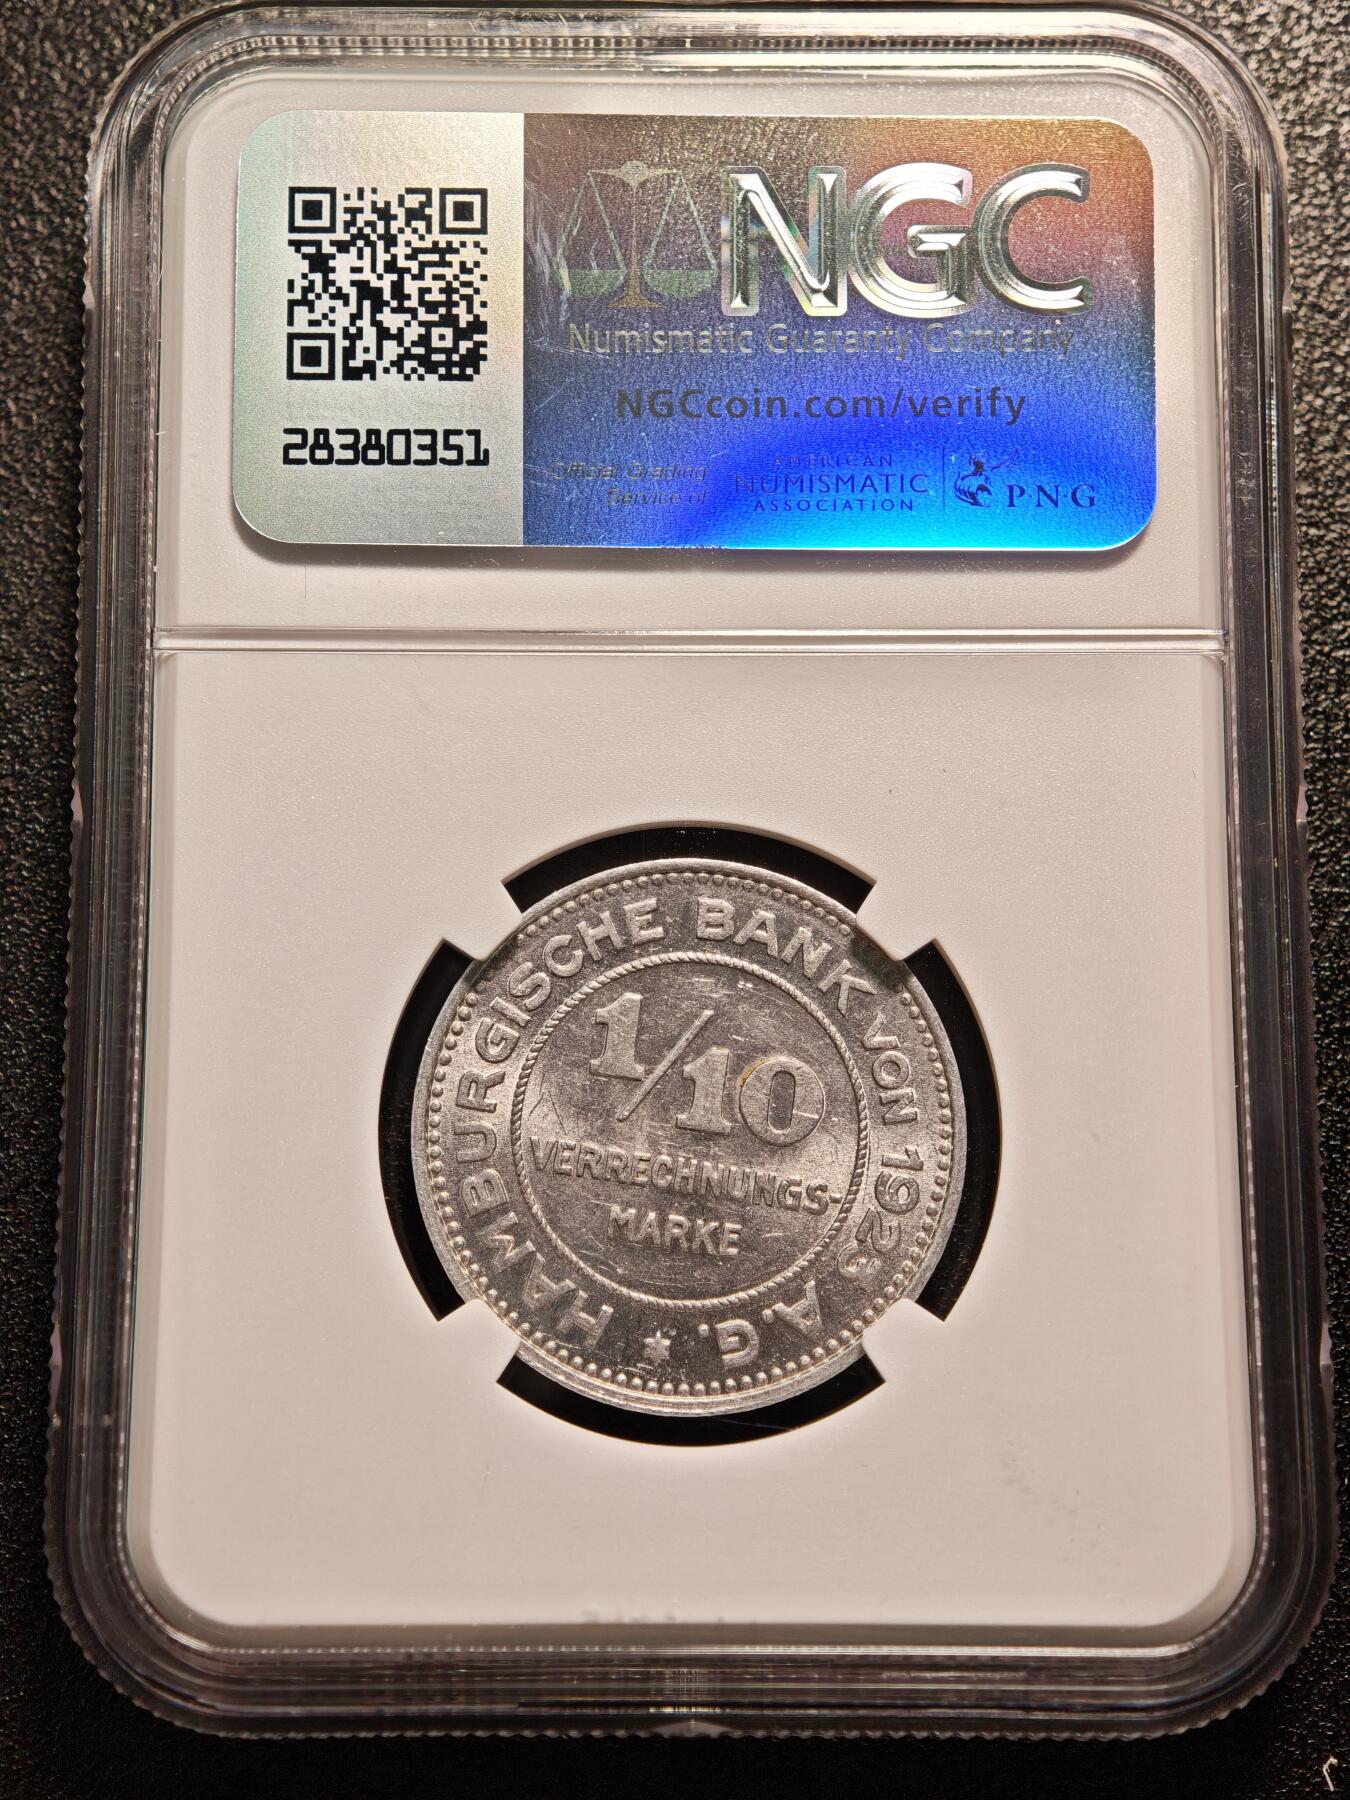 NGC
Numismatic Guaranty Company
NGCcoin.com/verify
28380351
Official Grading
Service of
AMERICAN
NUMISMATIC
ASSOCIATION
PNG
HAMBURGISCHE BANK VON 1923 A.G.
1/10
VERRECHNUNGS-
MARKE